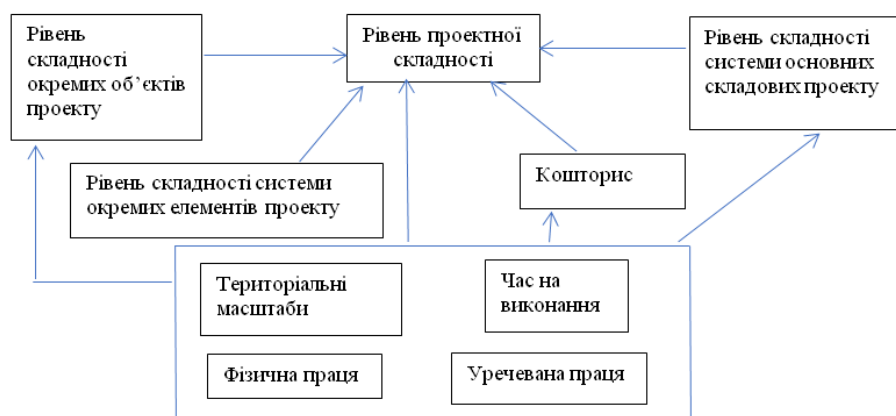 Рівень
складності
окремих об’єктів
проекту
Рівень проектної
складності
Рівень складності
системи основних
складових проекту
Рівень складності системи
окремих елементів проекту
Кошторис
Територіальні
масштаби
Час на
виконання
Фізична праця
Уречевана праця